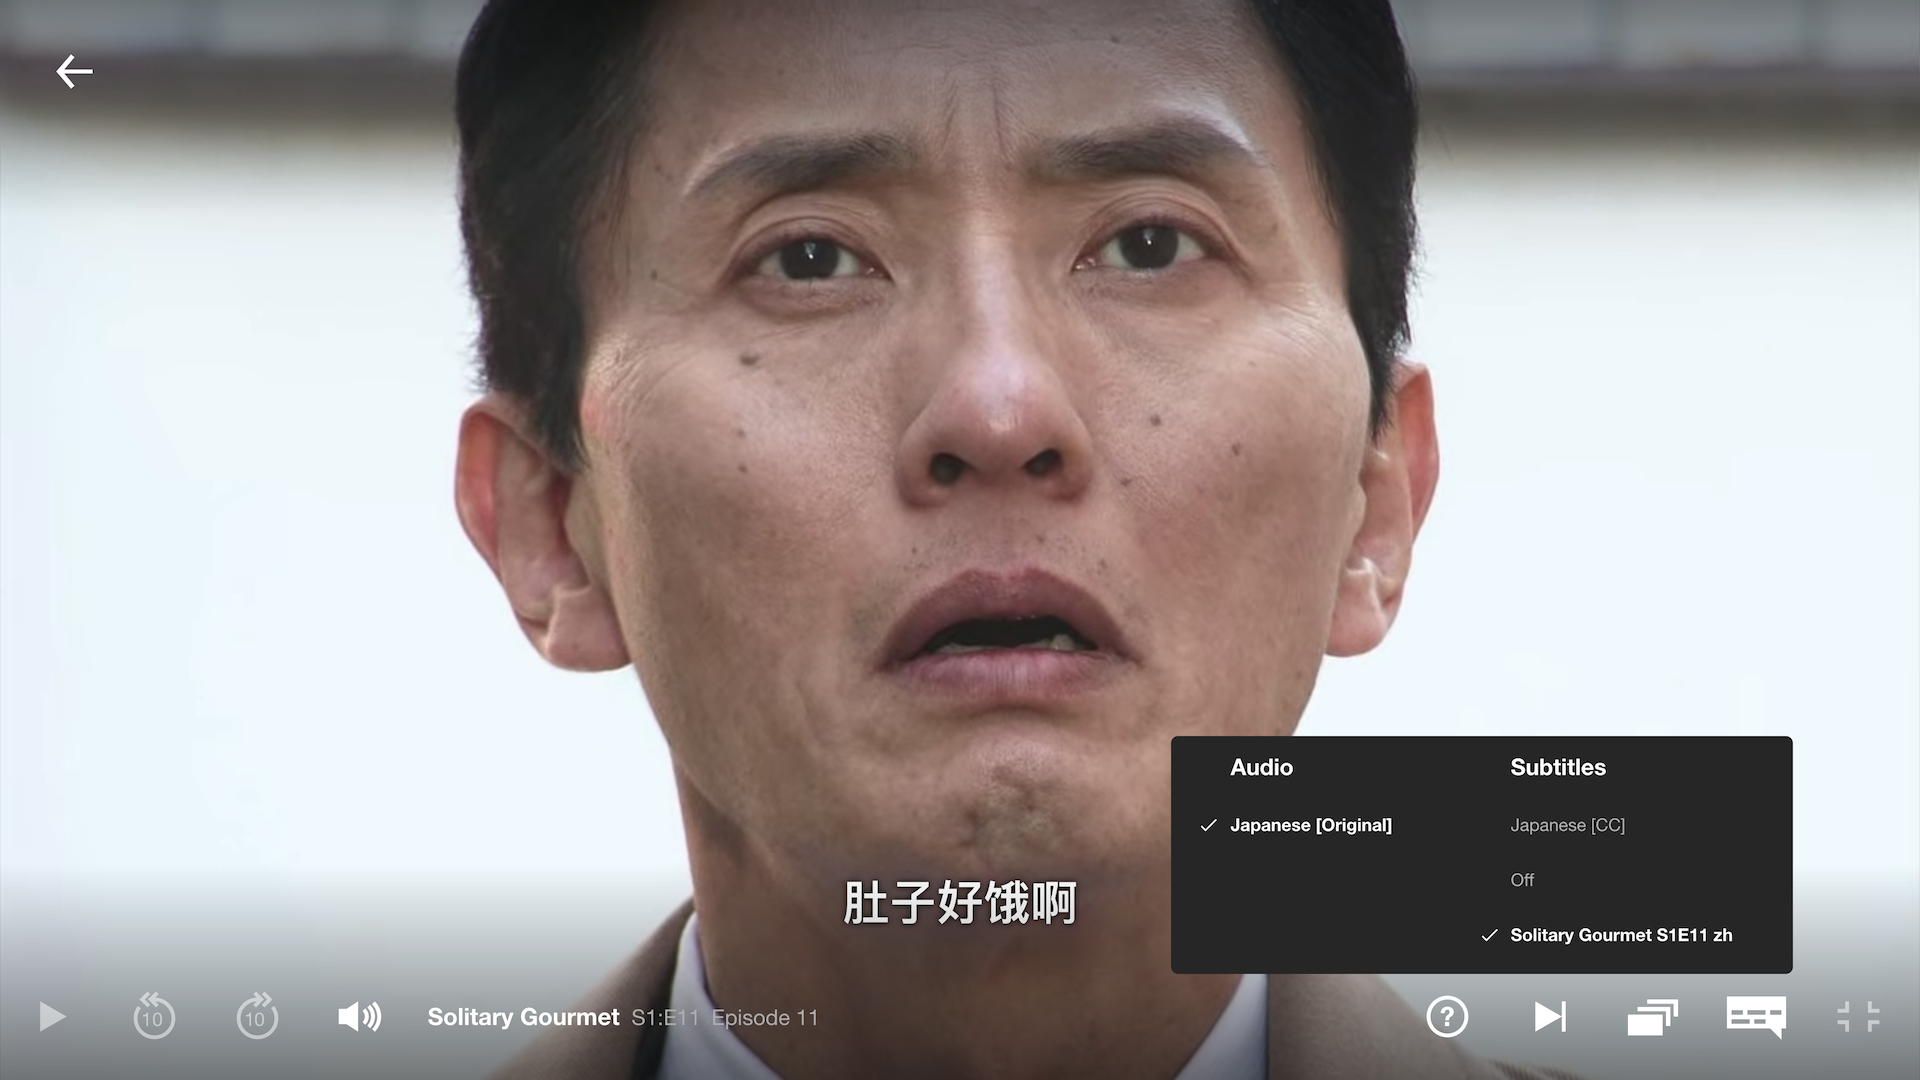 Audio
Subtitles
Japanese [Original]
Japanese [CC]
Off
Solitary Gourmet S1E11 zh
肚子好饿啊
10
10
Solitary Gourmet S1:E11 Episode 11
?